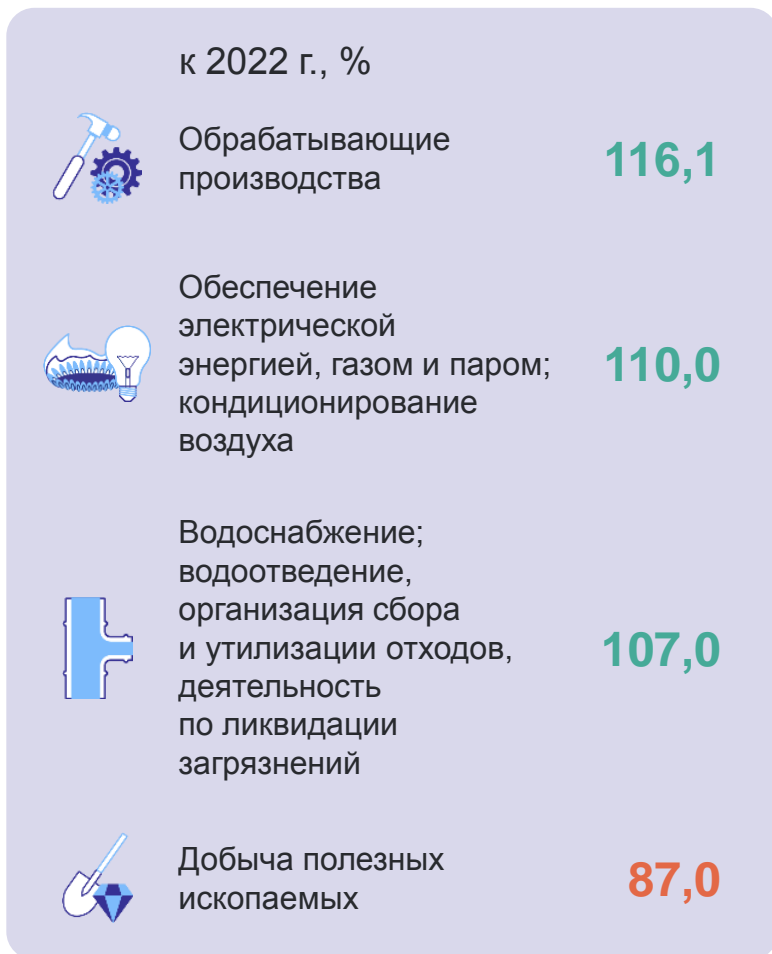 к 2022 г., %
Обрабатывающие
производства
116,1
Обеспечение
электрической
энергией, газом и паром;
кондиционирование
воздуха
110,0
Водоснабжение;
водоотведение,
организация сбора
и утилизации отходов,
деятельность
по ликвидации
загрязнений
107,0
Добыча полезных
ископаемых
87,0